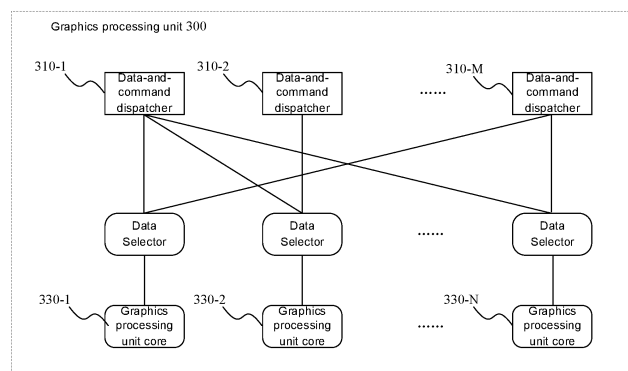 Graphics processing unit 300
310-1
310-2
310-M
Data-and-
command
dispatcher
Data-and-
command
dispatcher
......
Data-and-
command
dispatcher
Data
Selector
Data
Selector
......
Data
Selector
330-1
330-2
330-N
Graphics
processing
unit core
Graphics
processing
unit core
......
Graphics
processing
unit core